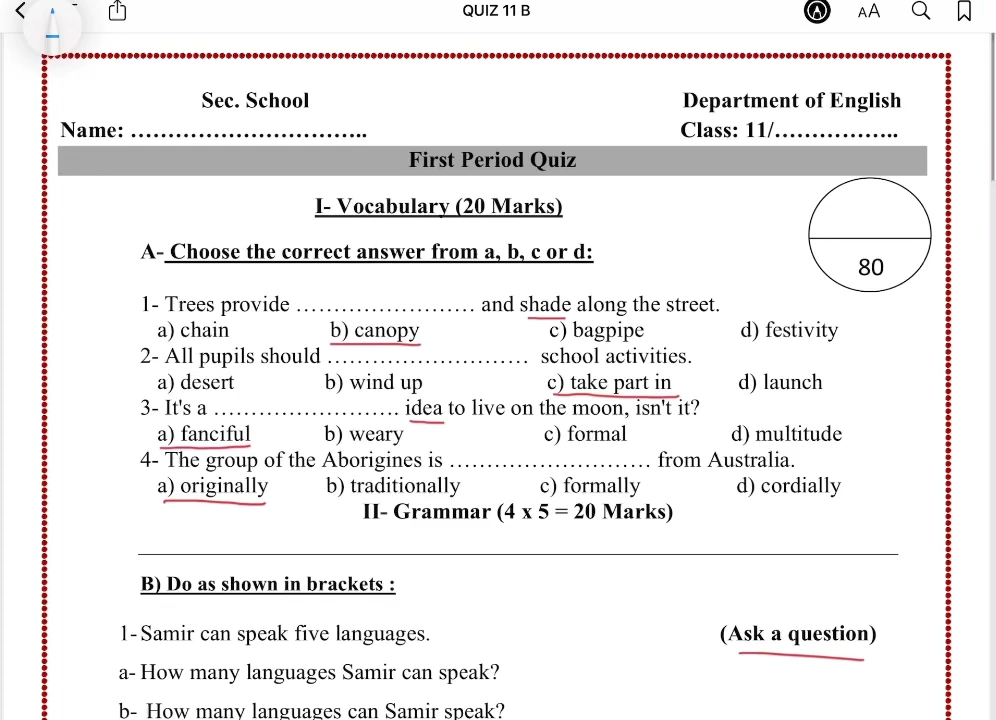 QUIZ 11 B
AA
Sec. School Department of English
Name: ................................ Class: 11/.................
First Period Quiz
I- Vocabulary (20 Marks)
80
A- Choose the correct answer from a, b, c or d:
1- Trees provide ........................ and shade along the street.
a) chain b) canopy c) bagpipe d) festivity
2- All pupils should ........................... school activities.
a) desert b) wind up c) take part in d) launch
3- It's a ......................... idea to live on the moon, isn't it?
a) fanciful b) weary c) formal d) multitude
4- The group of the Aborigines is ........................... from Australia.
a) originally b) traditionally c) formally d) cordially
II- Grammar (4 x 5 = 20 Marks)
B) Do as shown in brackets :
1- Samir can speak five languages. (Ask a question)
a- How many languages Samir can speak?
b- How many languages can Samir speak?